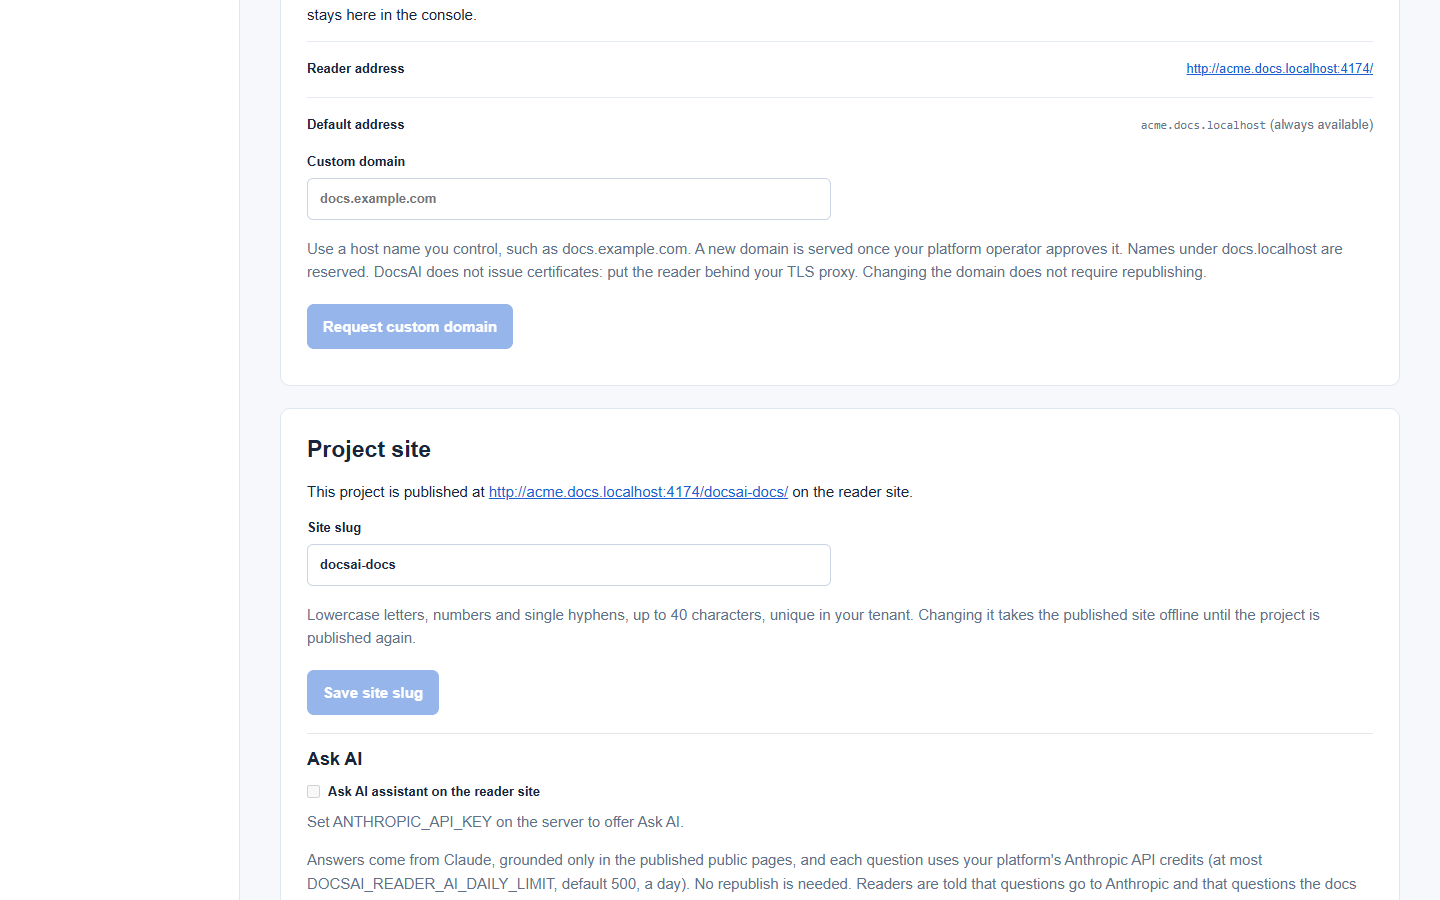 stays here in the console.
Reader address
http://acme.docs.localhost:4174/
Default address
acme.docs.localhost (always available)
Custom domain
docs.example.com
Use a host name you control, such as docs.example.com. A new domain is served once your platform operator approves it. Names under docs.localhost are
reserved. DocsAI does not issue certificates: put the reader behind your TLS proxy. Changing the domain does not require republishing.
Request custom domain
Project site
This project is published at http://acme.docs.localhost:4174/docsai-docs/ on the reader site.
Site slug
docsai-docs
Lowercase letters, numbers and single hyphens, up to 40 characters, unique in your tenant. Changing it takes the published site offline until the project is
published again.
Save site slug
Ask AI
Ask AI assistant on the reader site
Set ANTHROPIC_API_KEY on the server to offer Ask AI.
Answers come from Claude, grounded only in the published public pages, and each question uses your platform's Anthropic API credits (at most
DOCSAI_READER_AI_DAILY_LIMIT, default 500, a day). No republish is needed. Readers are told that questions go to Anthropic and that questions the docs